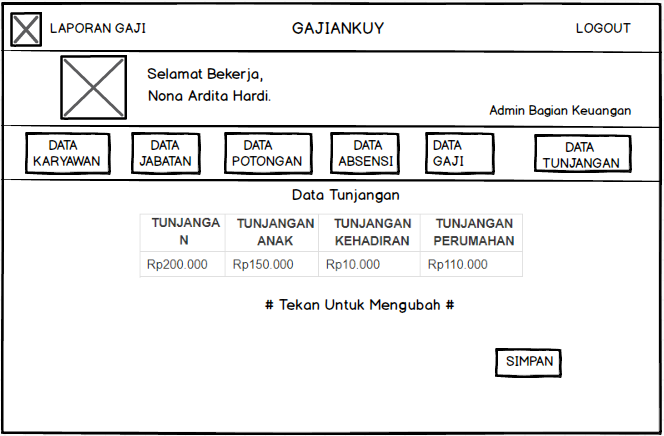 LAPORAN GAJI GAJIANKUY LOGOUT
Selamat Bekerja,
Nona Ardita Hardi.
Admin Bagian Keuangan
DATA KARYAWAN
DATA JABATAN
DATA POTONGAN
DATA ABSENSI
DATA GAJI
DATA TUNJANGAN
Data Tunjangan
TUNJANGA TUNJANGAN TUNJANGAN TUNJANGAN
N ANAK KEHADIRAN PERUMAHAN
Rp200.000 Rp150.000 Rp10.000 Rp110.000
# Tekan Untuk Mengubah #
SIMPAN